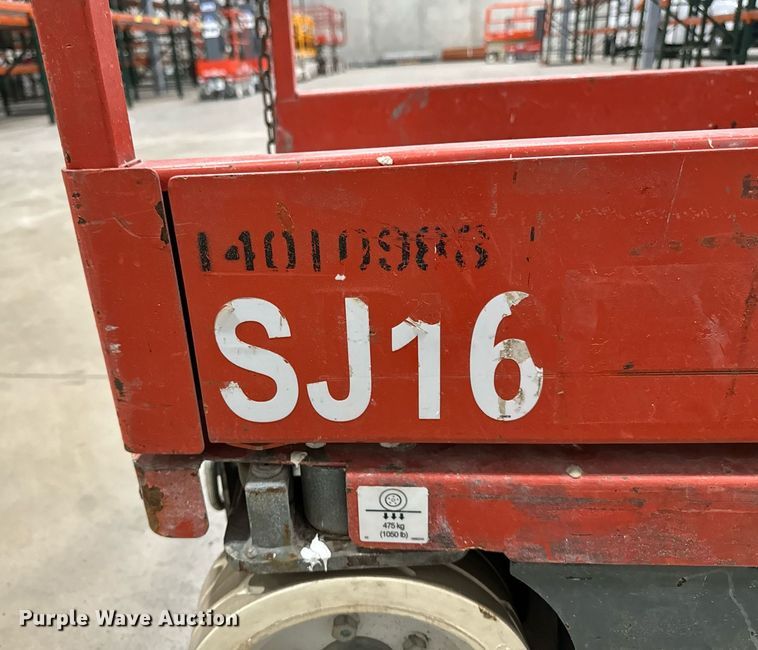 14010986
SJ16
475 kg
(1050 lb)
Purple Wave Auction